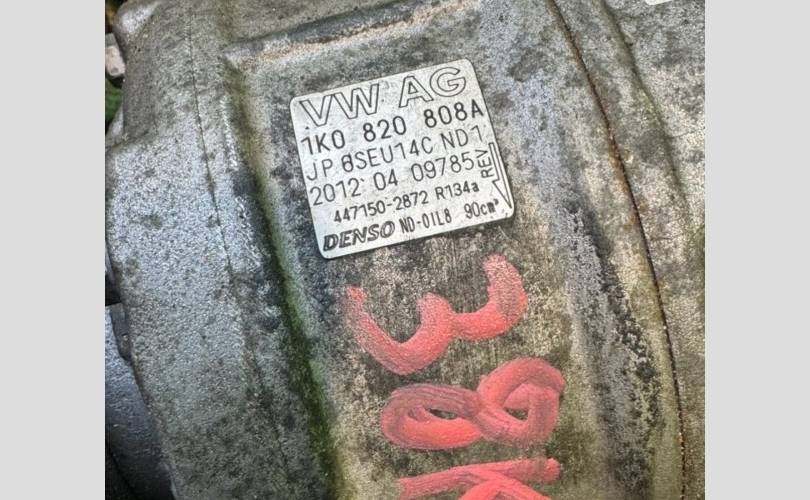 VW AG
1K0 820 808A
JP 6SEU14C ND1
2012 04 09785 REV
447150-2872 R134a
DENSO ND-OIL8 90cm³
38K